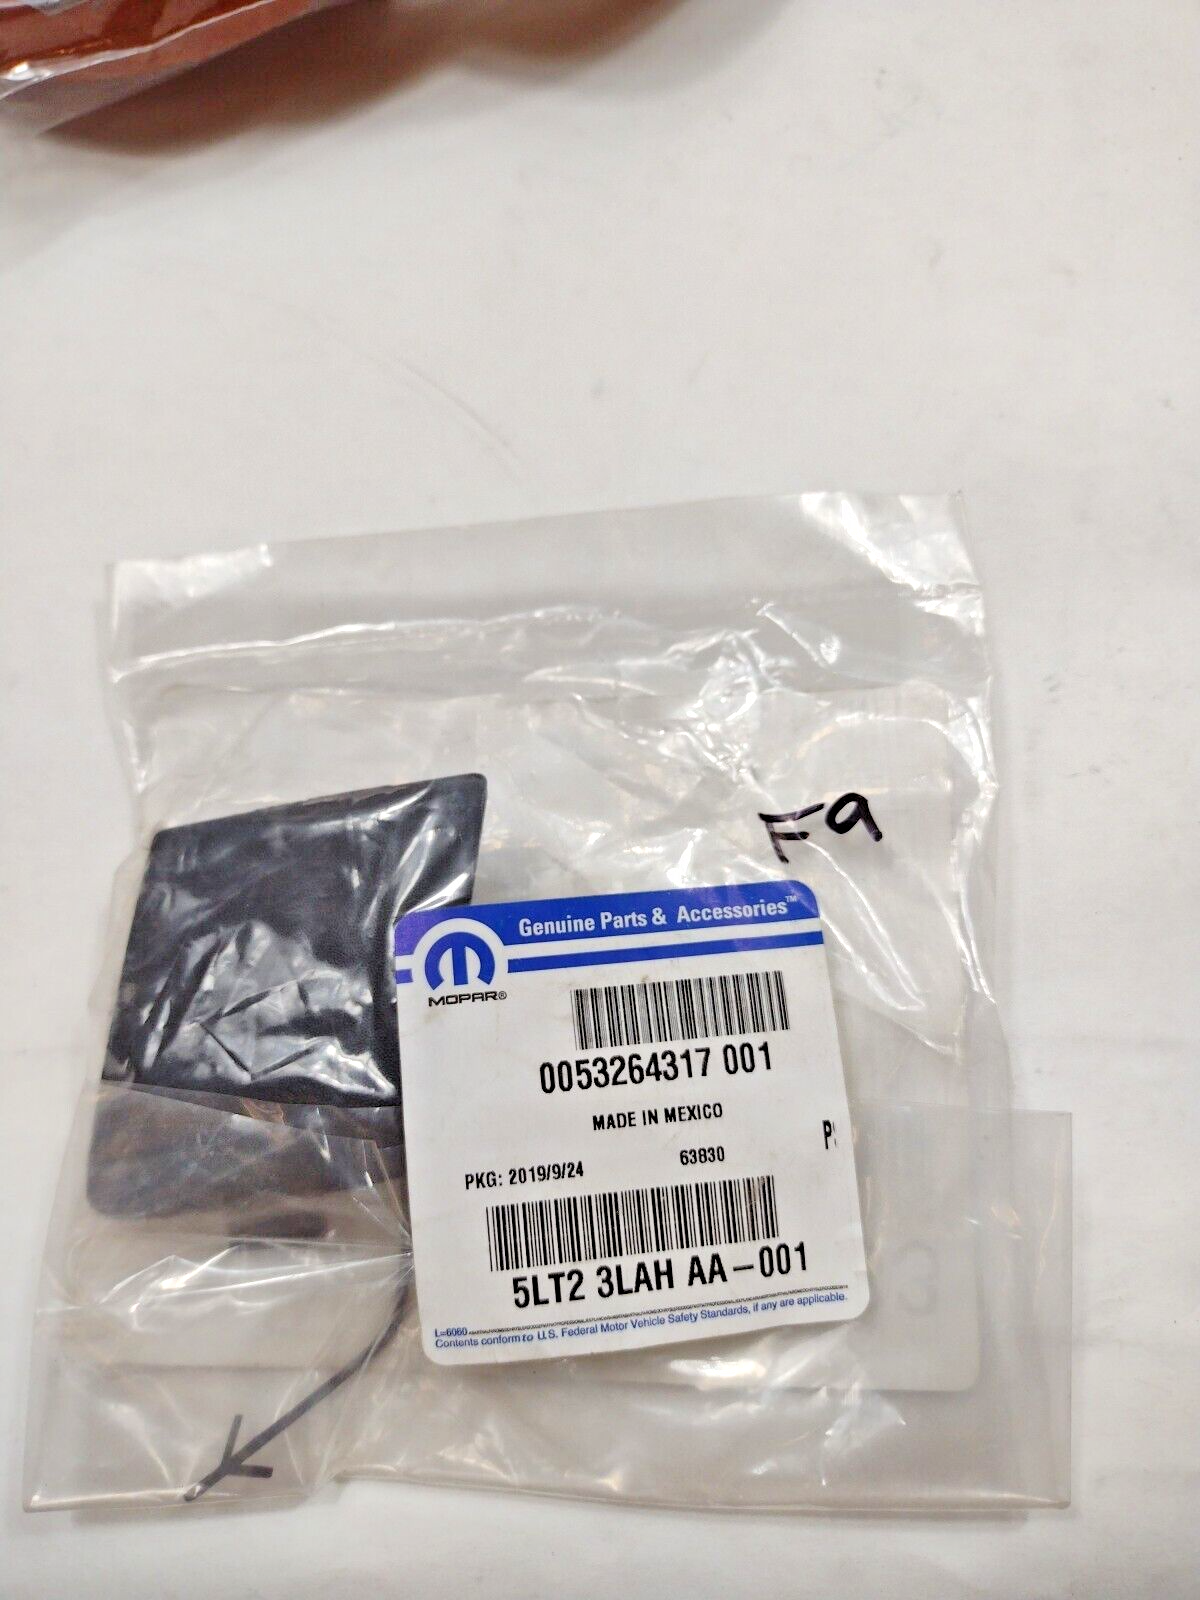 F9
Genuine Parts & Accessories™
MOPAR®
0053264317 001
MADE IN MEXICO
PKG: 2019/9/24 63830
5LT2 3LAH AA-001
L=6060
Contents conform to U.S. Federal Motor Vehicle Safety Standards, if any are applicable.